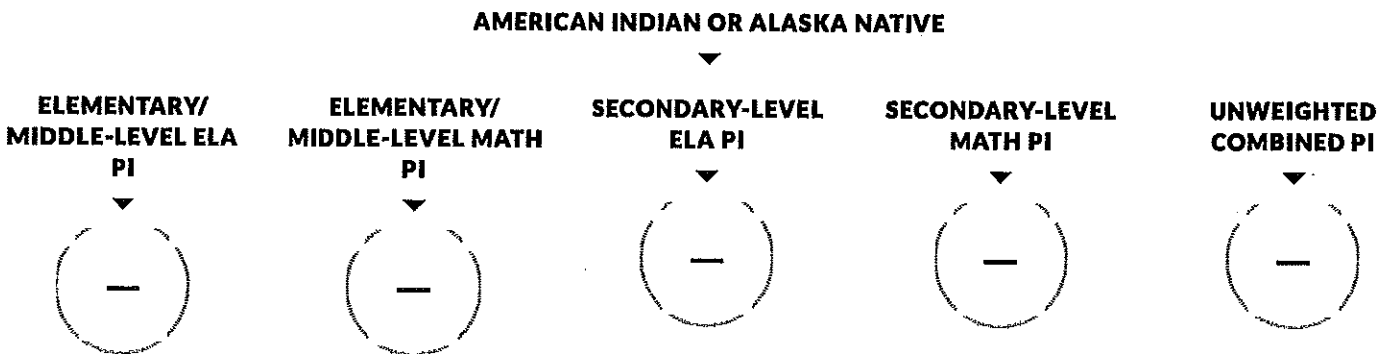 AMERICAN INDIAN OR ALASKA NATIVE
ELEMENTARY/
MIDDLE-LEVEL ELA
PI
—
ELEMENTARY/
MIDDLE-LEVEL MATH
PI
—
SECONDARY-LEVEL
ELA PI
—
SECONDARY-LEVEL
MATH PI
—
UNWEIGHTED
COMBINED PI
—